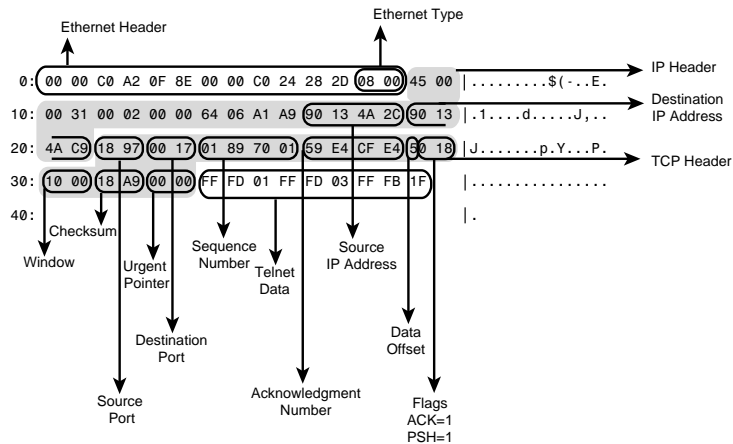 Ethernet Header
Ethernet Type
0: 00 00 C0 A2 0F 8E 00 00 C0 24 28 2D 08 00 45 00 |.........$(-..E.
IP Header
10: 00 31 00 02 00 00 64 06 A1 A9 90 13 4A 2C 90 13 |.1....d.....J,..
Destination
IP Address
20: 4A C9 18 97 00 17 01 89 70 01 59 E4 CF E4 50 18 |J.......p.Y...P.
TCP Header
30: 10 00 18 A9 00 00 FF FD 01 FF FD 03 FF FB 1F |...............
40: |.
Checksum
Window
Urgent
Pointer
Sequence
Number
Telnet
Data
Source
IP Address
Destination
Port
Data
Offset
Source
Port
Acknowledgment
Number
Flags
ACK=1
PSH=1